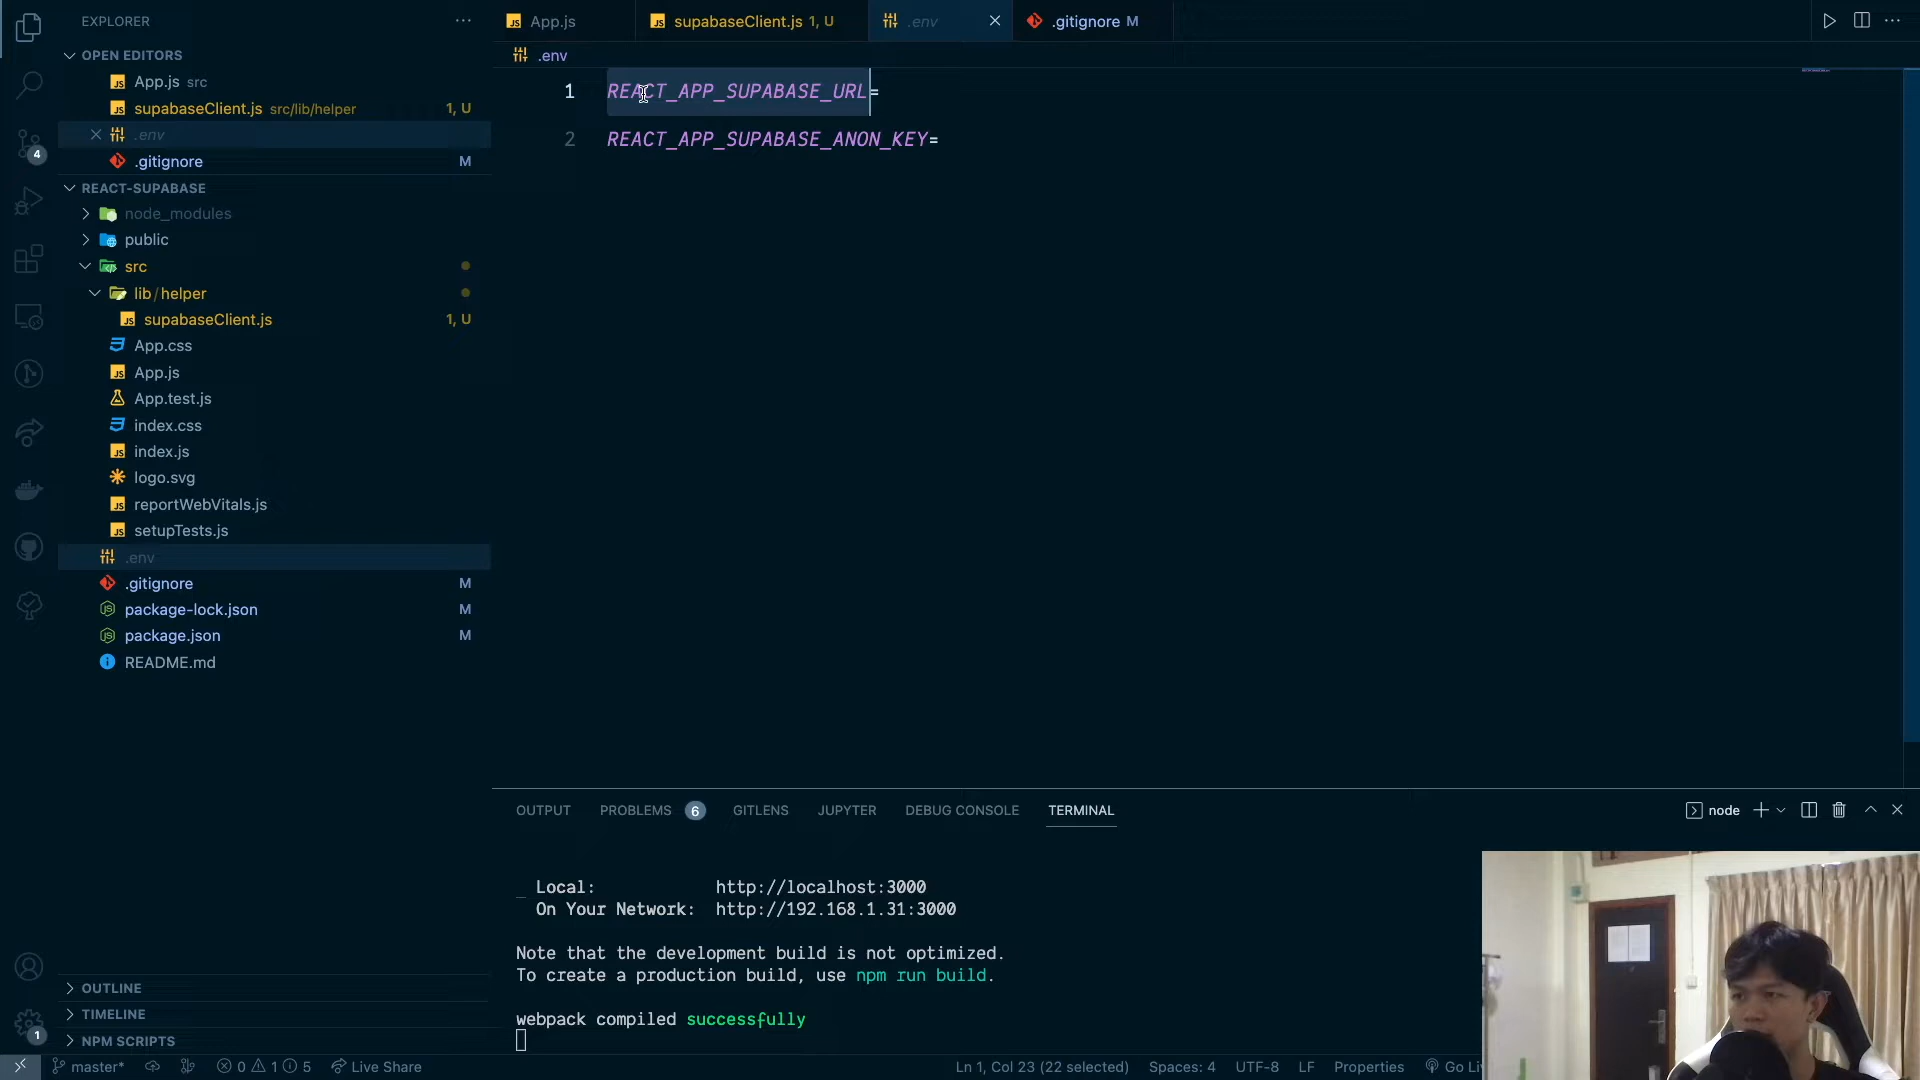 EXPLORER
OPEN EDITORS
App.js src
supabaseClient.js src/lib/helper 1, U
.env
.gitignore M
REACT-SUPABASE
node_modules
public
src
lib/helper
supabaseClient.js 1, U
App.css
App.js
App.test.js
index.css
index.js
logo.svg
reportWebVitals.js
setupTests.js
.env
.gitignore M
package-lock.json M
package.json M
README.md
OUTLINE
TIMELINE
NPM SCRIPTS
4
1
App.js
supabaseClient.js 1, U
.env
.gitignore M
.env
1 REACT_APP_SUPABASE_URL=
2 REACT_APP_SUPABASE_ANON_KEY=
OUTPUT PROBLEMS 6 GITLENS JUPYTER DEBUG CONSOLE TERMINAL
node
Local: http://localhost:3000
On Your Network: http://192.168.1.31:3000
Note that the development build is not optimized.
To create a production build, use npm run build.
webpack compiled successfully
master* 0 1 5 Live Share Ln 1, Col 23 (22 selected) Spaces: 4 UTF-8 LF Properties Go Li